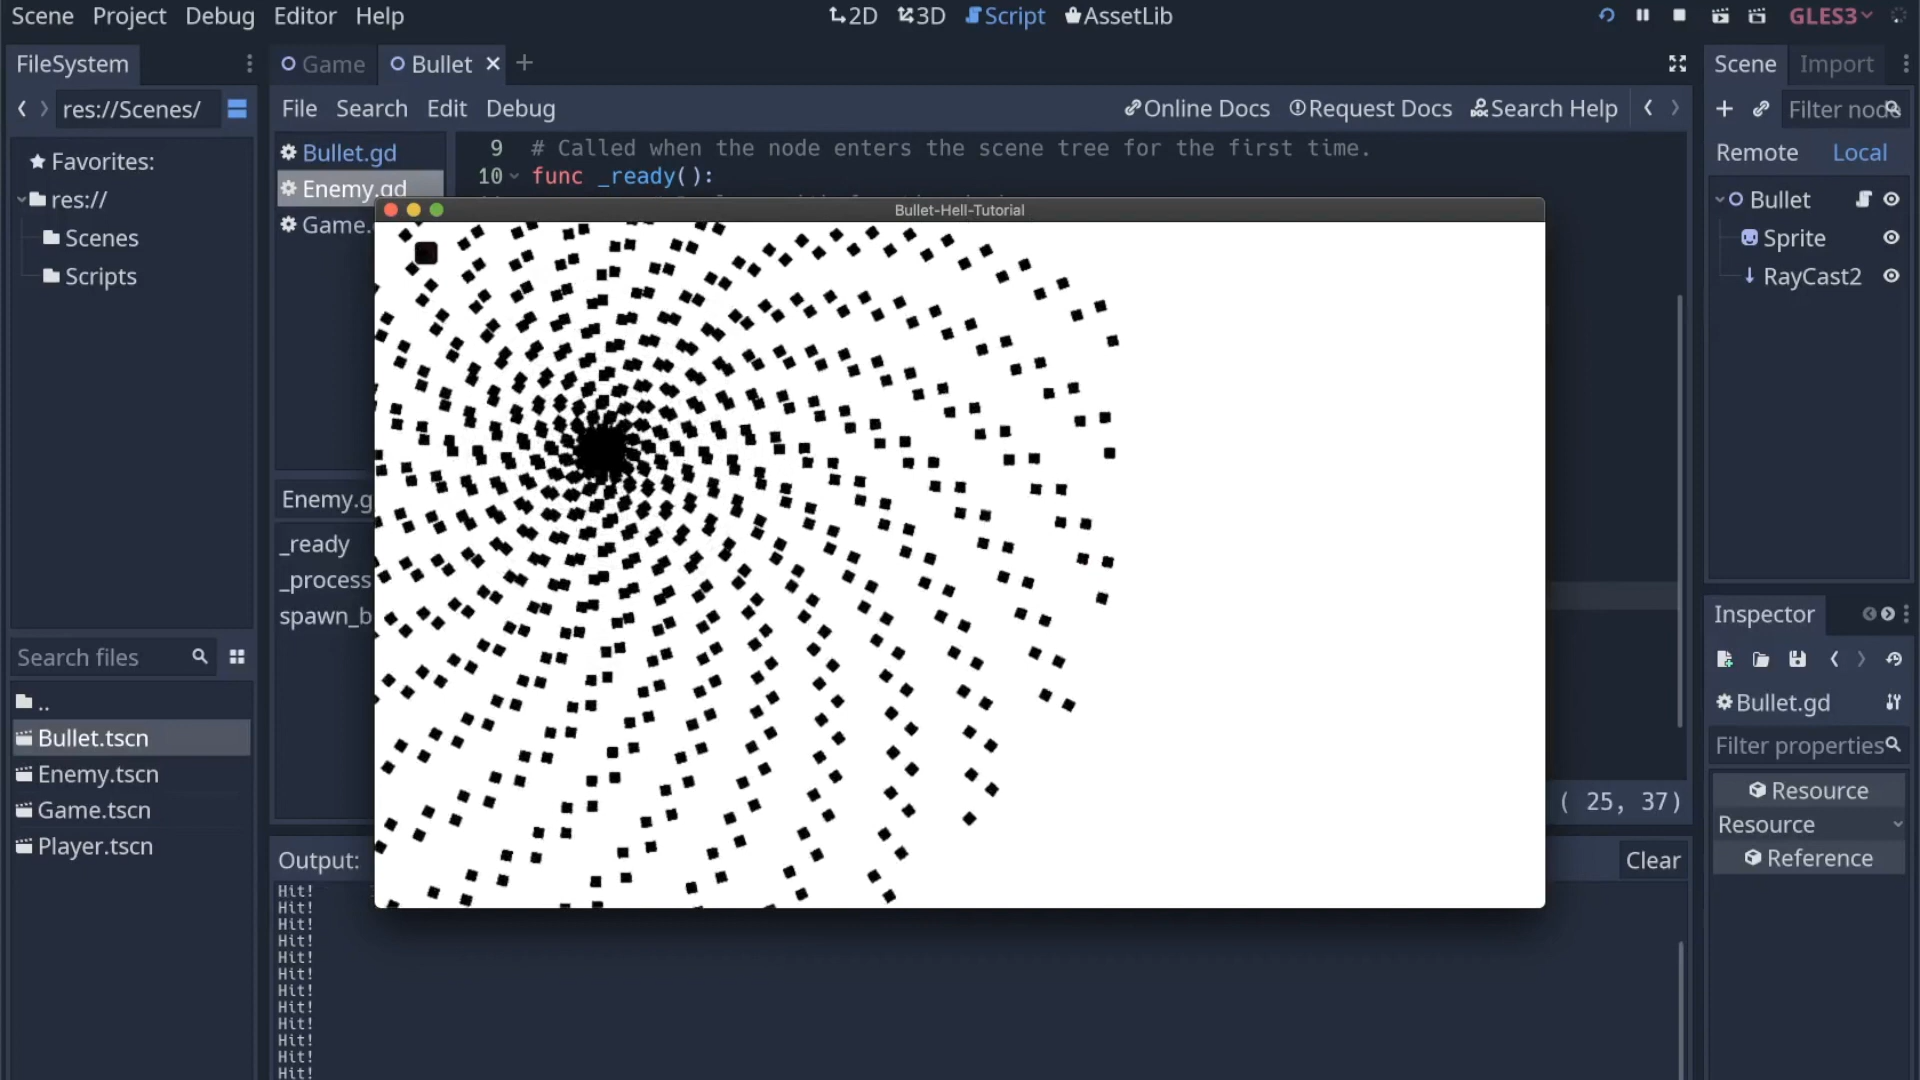 Scene Project Debug Editor Help
2D 3D Script AssetLib
GLES3
FileSystem
Game Bullet
Scene Import
res://Scenes/
File Search Edit Debug
Online Docs Request Docs Search Help
Filter node
Favorites:
res://
Scenes
Scripts
Bullet.gd
Enemy.gd
Game.
9 # Called when the node enters the scene tree for the first time.
10 func _ready():
Remote Local
Bullet
Sprite
RayCast2
Bullet-Hell-Tutorial
Enemy.g
_ready
_process
spawn_b
Search files
..
Bullet.tscn
Enemy.tscn
Game.tscn
Player.tscn
Inspector
Bullet.gd
Filter properties
Resource
Resource
Reference
( 25, 37)
Output:
Clear
Hit!
Hit!
Hit!
Hit!
Hit!
Hit!
Hit!
Hit!
Hit!
Hit!
Hit!
Hit!